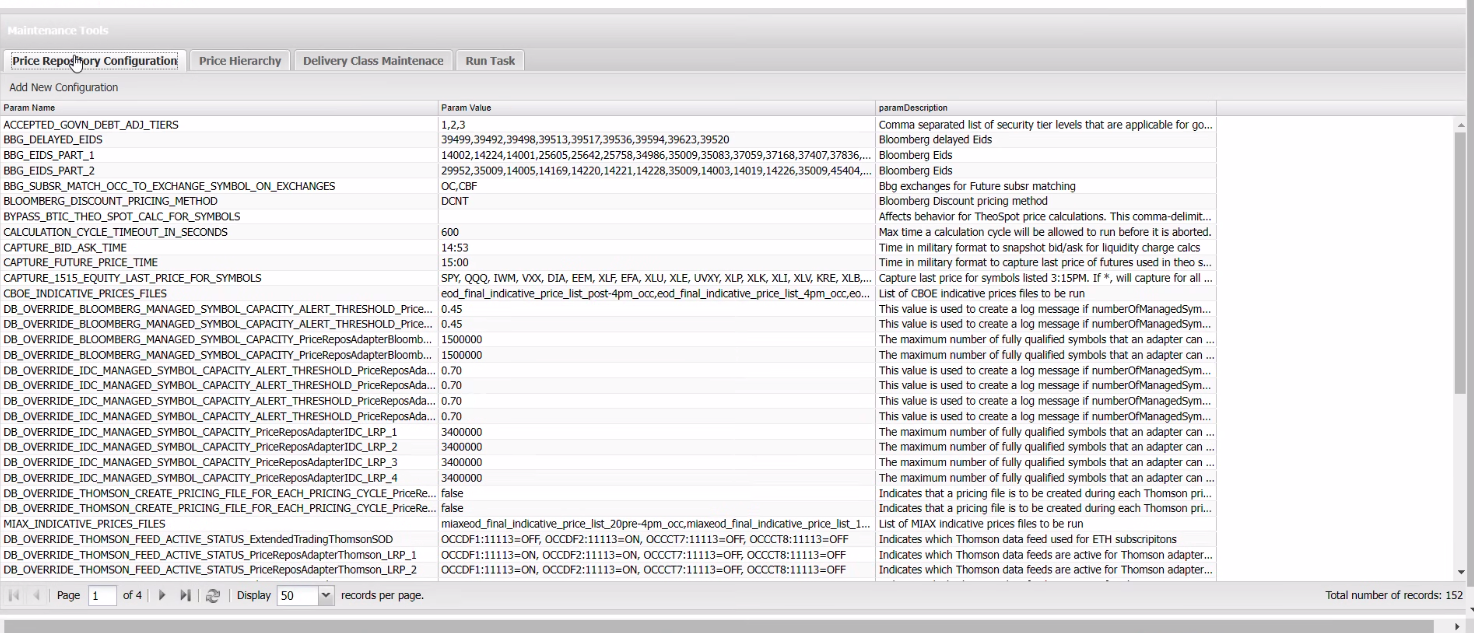 Maintenance Tools
Price Repository Configuration Price Hierarchy Delivery Class Maintenace Run Task
Add New Configuration
Param Name Param Value paramDescription
ACCEPTED_GOVN_DEBT_ADJ_TIERS 1,2,3 Comma separated list of security tier levels that are applicable for go...
BBG_DELAYED_EIDS 39499,39492,39498,39513,39517,39536,39594,39623,39520 Bloomberg delayed Eids
BBG_EIDS_PART_1 14002,14224,14001,25605,25642,25758,34986,35009,35083,37059,37168,37407,37836,... Bloomberg Eids
BBG_EIDS_PART_2 29952,35009,14005,14169,14220,14221,14228,35009,14003,14019,14226,35009,45404,... Bloomberg Eids
BBG_SUBSR_MATCH_OCC_TO_EXCHANGE_SYMBOL_ON_EXCHANGES OC,CBF Bbg exchanges for Future subsr matching
BLOOMBERG_DISCOUNT_PRICING_METHOD DCNT Bloomberg Discount pricing method
BYPASS_BTIC_THEO_SPOT_CALC_FOR_SYMBOLS Affects behavior for TheoSpot price calculations. This comma-delimit...
CALCULATION_CYCLE_TIMEOUT_IN_SECONDS 600 Max time a calculation cycle will be allowed to run before it is aborted.
CAPTURE_BID_ASK_TIME 14:53 Time in military format to snapshot bid/ask for liquidity charge calcs
CAPTURE_FUTURE_PRICE_TIME 15:00 Time in military format to capture last price of futures used in theo s...
CAPTURE_1515_EQUITY_LAST_PRICE_FOR_SYMBOLS SPY, QQQ, IWM, VXX, DIA, EEM, XLF, EFA, XLU, XLE, UVXY, XLP, XLK, XLI, XLV, KRE, XLB,... Capture last price for symbols listed 3:15PM. If *, will capture for all ...
CBOE_INDICATIVE_PRICES_FILES eod_final_indicative_price_list_post-4pm_occ,eod_final_indicative_price_list_4pm_occ,eo... List of CBOE indicative prices files to be run
DB_OVERRIDE_BLOOMBERG_MANAGED_SYMBOL_CAPACITY_ALERT_THRESHOLD_Price... 0.45 This value is used to create a log message if numberOfManagedSym...
DB_OVERRIDE_BLOOMBERG_MANAGED_SYMBOL_CAPACITY_ALERT_THRESHOLD_Price... 0.45 This value is used to create a log message if numberOfManagedSym...
DB_OVERRIDE_BLOOMBERG_MANAGED_SYMBOL_CAPACITY_PriceReposAdapterBloomb... 1500000 The maximum number of fully qualified symbols that an adapter can ...
DB_OVERRIDE_BLOOMBERG_MANAGED_SYMBOL_CAPACITY_PriceReposAdapterBloomb... 1500000 The maximum number of fully qualified symbols that an adapter can ...
DB_OVERRIDE_IDC_MANAGED_SYMBOL_CAPACITY_ALERT_THRESHOLD_PriceReposAda... 0.70 This value is used to create a log message if numberOfManagedSym...
DB_OVERRIDE_IDC_MANAGED_SYMBOL_CAPACITY_ALERT_THRESHOLD_PriceReposAda... 0.70 This value is used to create a log message if numberOfManagedSym...
DB_OVERRIDE_IDC_MANAGED_SYMBOL_CAPACITY_ALERT_THRESHOLD_PriceReposAda... 0.70 This value is used to create a log message if numberOfManagedSym...
DB_OVERRIDE_IDC_MANAGED_SYMBOL_CAPACITY_ALERT_THRESHOLD_PriceReposAda... 0.70 This value is used to create a log message if numberOfManagedSym...
DB_OVERRIDE_IDC_MANAGED_SYMBOL_CAPACITY_PriceReposAdapterIDC_LRP_1 3400000 The maximum number of fully qualified symbols that an adapter can ...
DB_OVERRIDE_IDC_MANAGED_SYMBOL_CAPACITY_PriceReposAdapterIDC_LRP_2 3400000 The maximum number of fully qualified symbols that an adapter can ...
DB_OVERRIDE_IDC_MANAGED_SYMBOL_CAPACITY_PriceReposAdapterIDC_LRP_3 3400000 The maximum number of fully qualified symbols that an adapter can ...
DB_OVERRIDE_IDC_MANAGED_SYMBOL_CAPACITY_PriceReposAdapterIDC_LRP_4 3400000 The maximum number of fully qualified symbols that an adapter can ...
DB_OVERRIDE_THOMSON_CREATE_PRICING_FILE_FOR_EACH_PRICING_CYCLE_PriceRe... false Indicates that a pricing file is to be created during each Thomson pri...
DB_OVERRIDE_THOMSON_CREATE_PRICING_FILE_FOR_EACH_PRICING_CYCLE_PriceRe... false Indicates that a pricing file is to be created during each Thomson pri...
MIAX_INDICATIVE_PRICES_FILES miaxeod_final_indicative_price_list_20pre-4pm_occ,miaxeod_final_indicative_price_list_1... List of MIAX indicative prices files to be run
DB_OVERRIDE_THOMSON_FEED_ACTIVE_STATUS_ExtendedTradingThomsonSOD OCCDF1:11113=OFF, OCCDF2:11113=ON, OCCCT7:11113=OFF, OCCCT8:11113=OFF Indicates which Thomson data feed used for ETH subscripitons
DB_OVERRIDE_THOMSON_FEED_ACTIVE_STATUS_PriceReposAdapterThomson_LRP_1 OCCDF1:11113=ON, OCCDF2:11113=ON, OCCCT7:11113=OFF, OCCCT8:11113=OFF Indicates which Thomson data feeds are active for Thomson adapter...
DB_OVERRIDE_THOMSON_FEED_ACTIVE_STATUS_PriceReposAdapterThomson_LRP_2 OCCDF1:11113=ON, OCCDF2:11113=ON, OCCCT7:11113=OFF, OCCCT8:11113=OFF Indicates which Thomson data feeds are active for Thomson adapter...
Page 1 of 4 Display 50 records per page. Total number of records: 152